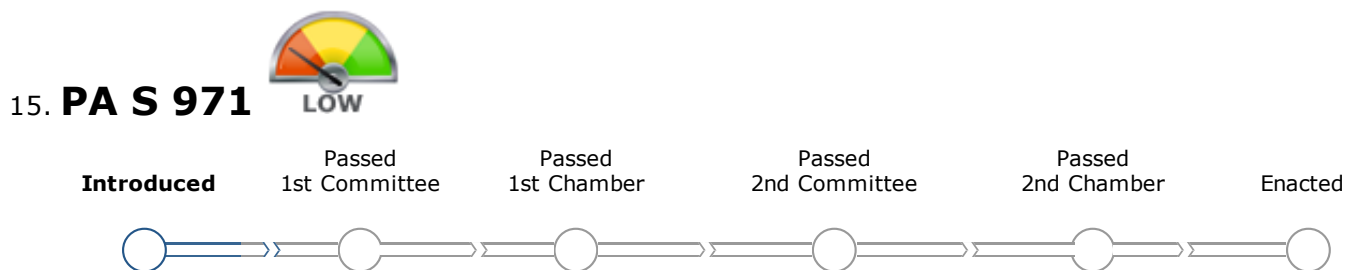 15. PA S 971
LOW
Introduced
Passed
1st Committee
Passed
1st Chamber
Passed
2nd Committee
Passed
2nd Chamber
Enacted